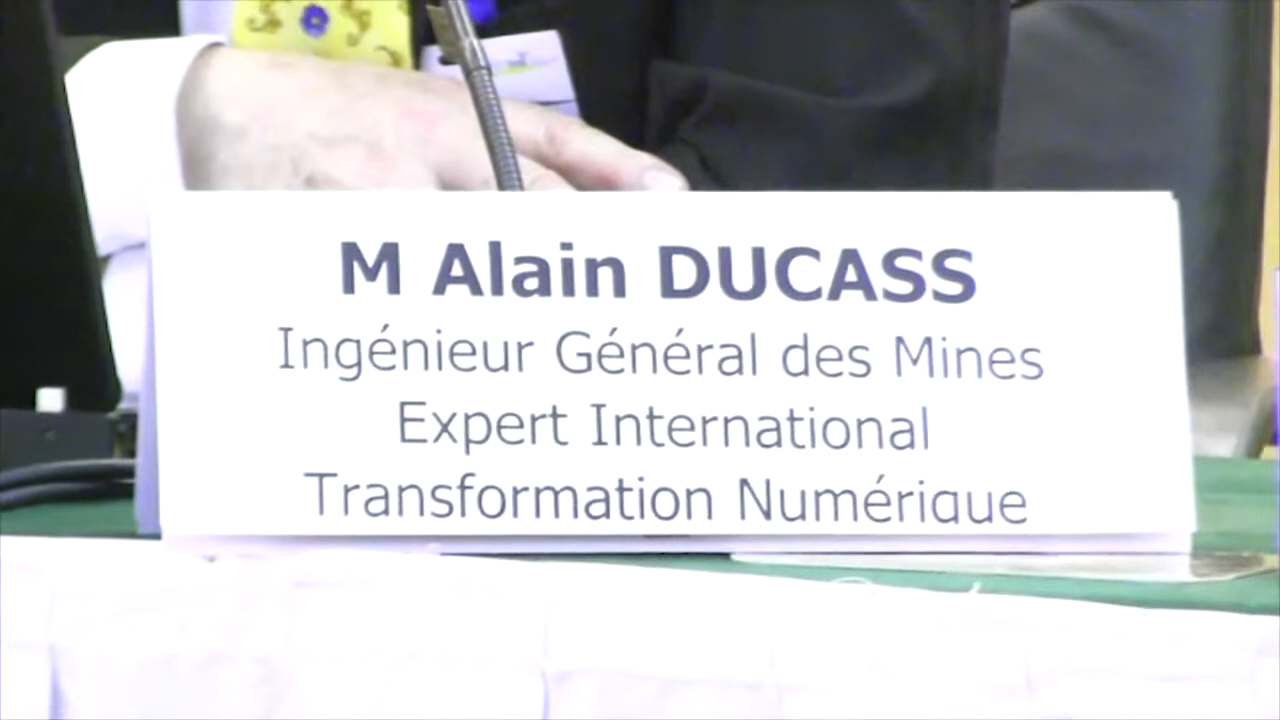 M Alain DUCASS
Ingénieur Général des Mines
Expert International
Transformation Numérique